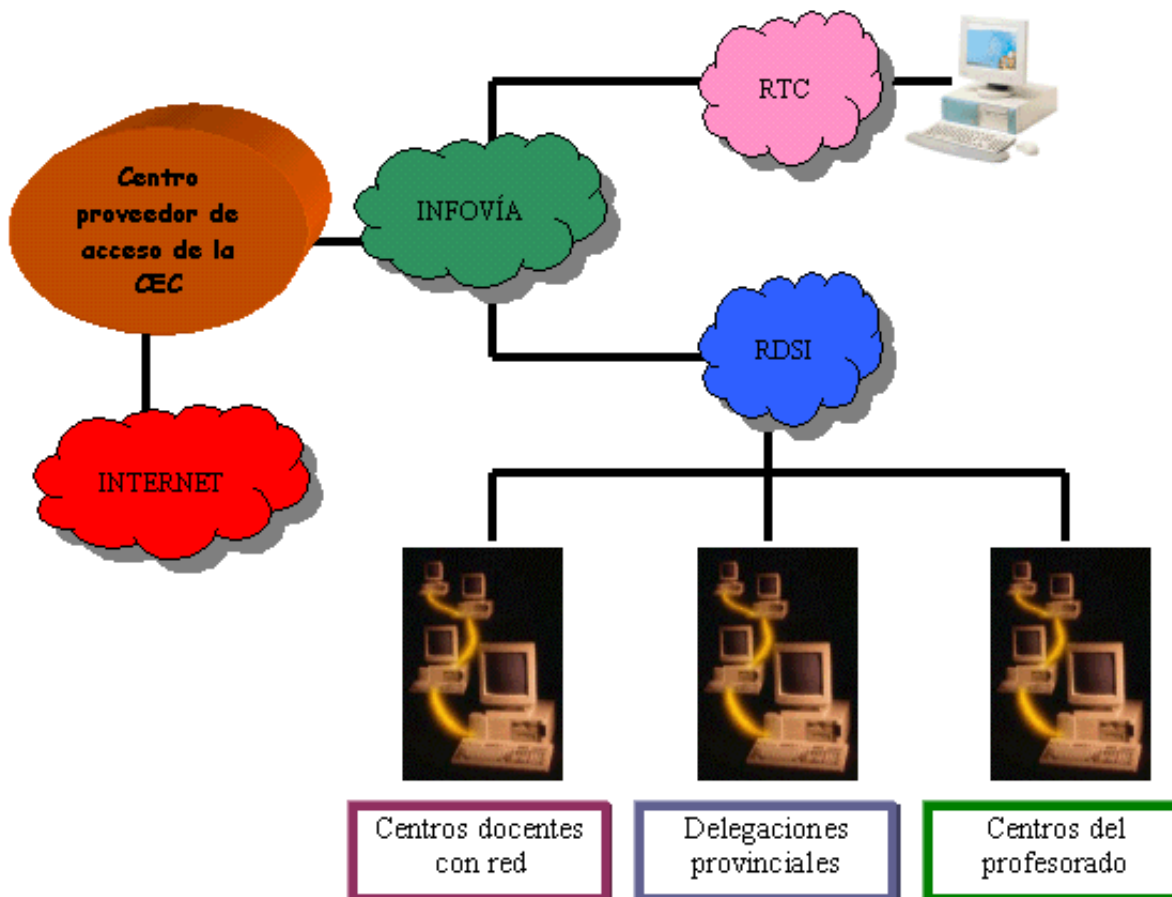 RTC
Centro
proveedor de
acceso de la
CEC
INFOVÍA
RDSI
INTERNET
Centros docentes
con red
Delegaciones
provinciales
Centros del
profesorado